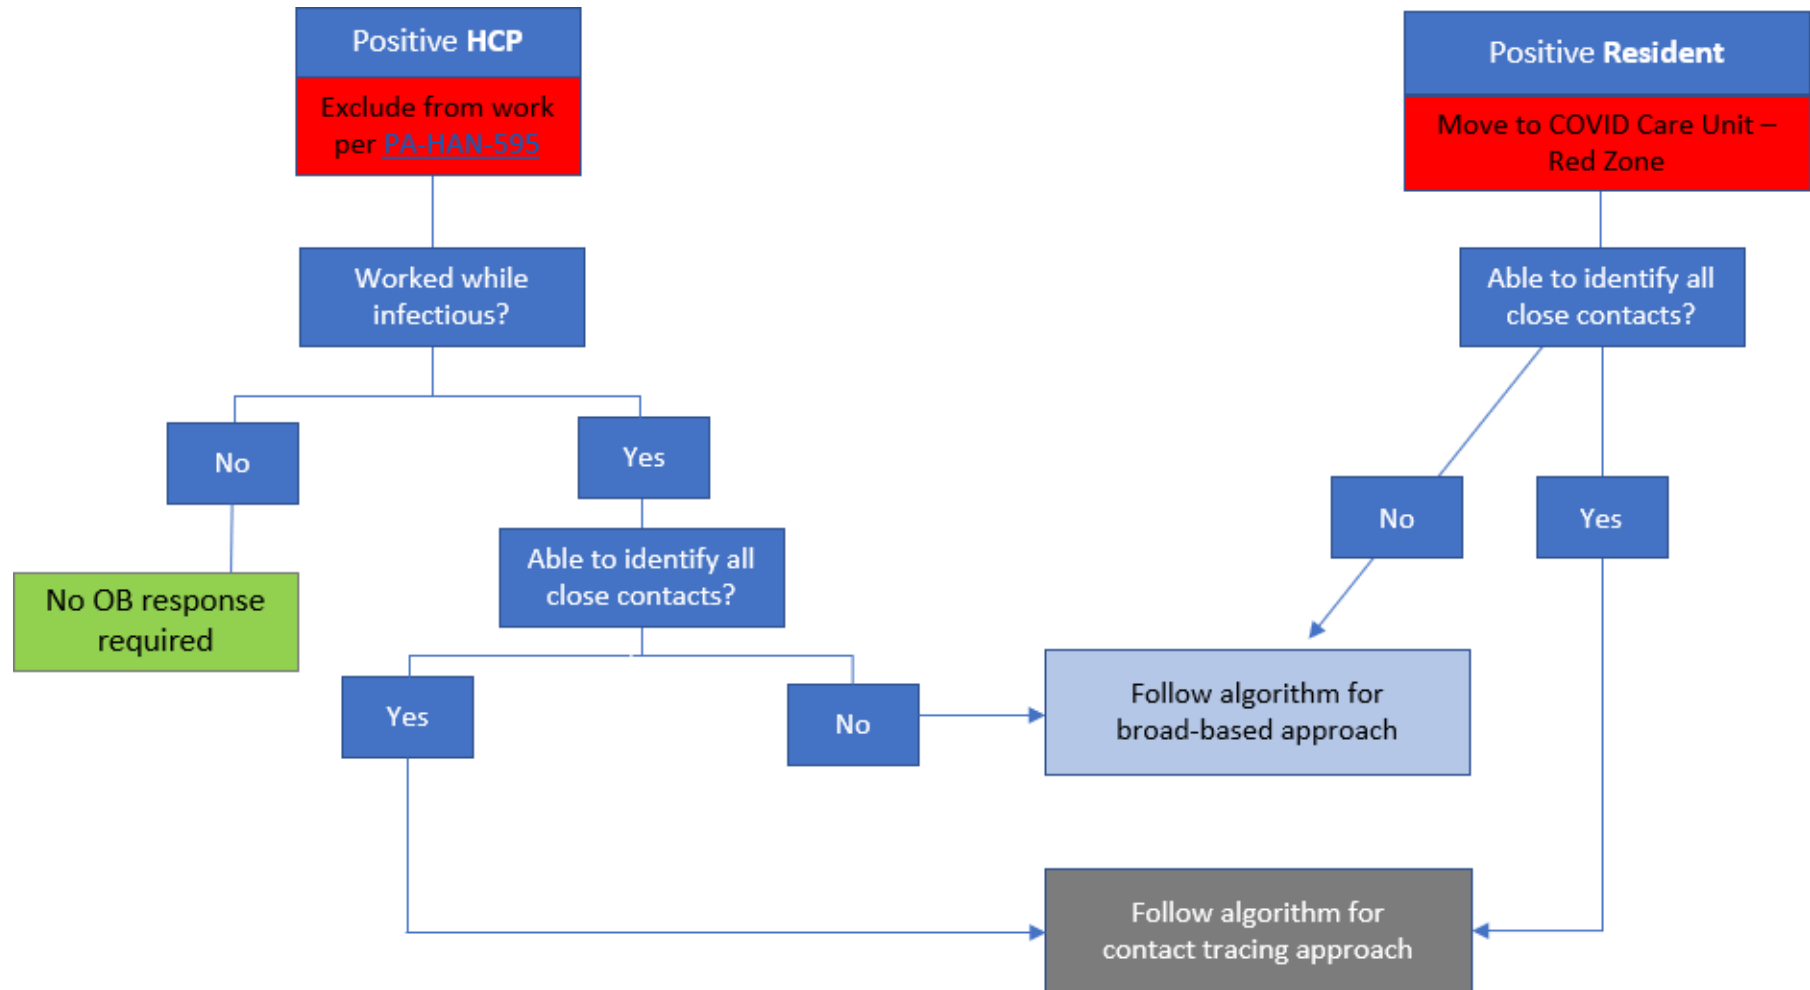 Positive HCP
Exclude from work
per PA-HAN-595
Worked while
infectious?
No
Yes
No OB response
required
Able to identify all
close contacts?
Yes
No
Positive Resident
Move to COVID Care Unit –
Red Zone
Able to identify all
close contacts?
No
Yes
Follow algorithm for
broad-based approach
Follow algorithm for
contact tracing approach